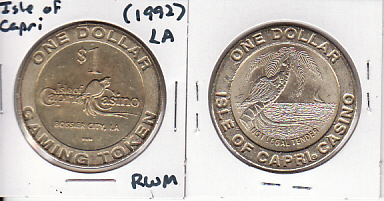 Isle of
Capri
(1992)
LA
ONE DOLLAR
$1
Isle of
Capri Casino
BOSSIER CITY, LA
GAMING TOKEN
RWM
ONE DOLLAR
NOT LEGAL TENDER
ISLE OF CAPRI CASINO